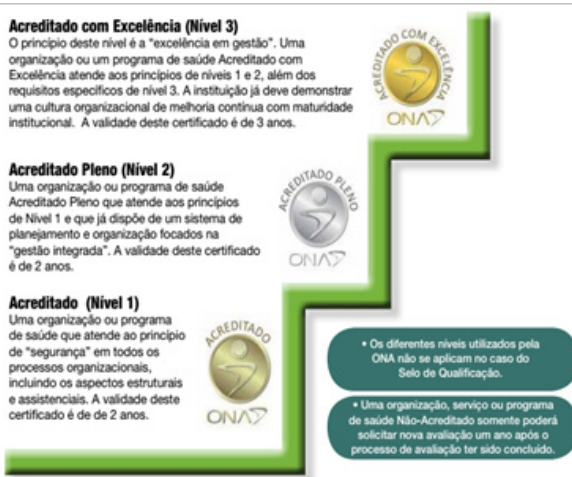 Acreditado com Excelência (Nível 3)
O princípio deste nível é a "excelência em gestão". Uma
organização ou um programa de saúde Acreditado com
Excelência atende aos princípios de níveis 1 e 2, além dos
requisitos específicos de nível 3. A instituição já deve demonstrar
uma cultura organizacional de melhoria contínua com maturidade
institucional. A validade deste certificado é de 3 anos.
ACREDITADO COM EXCELÊNCIA
ONA
Acreditado Pleno (Nível 2)
Uma organização ou programa de saúde
Acreditado Pleno que atende aos princípios
de Nível 1 e que já dispõe de um sistema de
planejamento e organização focados na
"gestão integrada". A validade deste certificado
é de 2 anos.
ACREDITADO PLENO
ONA
Acreditado (Nível 1)
Uma organização ou programa
de saúde que atende ao princípio
de "segurança" em todos os
processos organizacionais,
incluindo os aspectos estruturais
e assistenciais. A validade deste
certificado é de de 2 anos.
ACREDITADO
ONA
• Os diferentes níveis utilizados pela
ONA não se aplicam no caso do
Selo de Qualificação.
• Uma organização, serviço ou programa
de saúde Não-Acreditado somente poderá
solicitar nova avaliação um ano após o
processo de avaliação ter sido concluído.